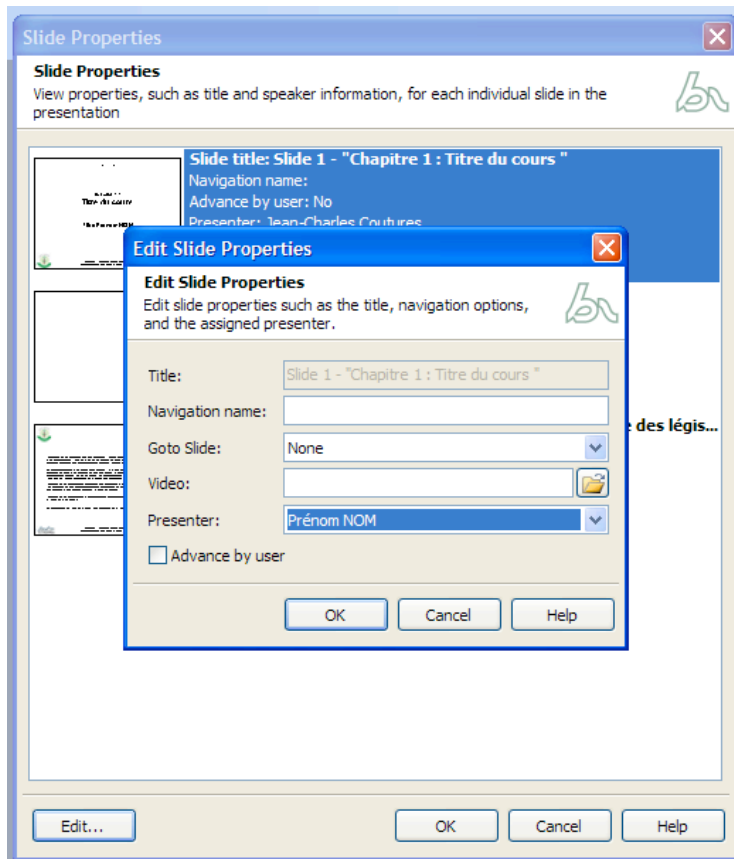 Slide Properties
Slide Properties
View properties, such as title and speaker information, for each individual slide in the
presentation
Slide title: Slide 1 - "Chapitre 1 : Titre du cours "
Navigation name:
Advance by user: No
Presenter: Jean-Charles Coutures
Titre du cours
Edit Slide Properties
Edit Slide Properties
Edit slide properties such as the title, navigation options,
and the assigned presenter.
Title: Slide 1 - "Chapitre 1 : Titre du cours "
Navigation name:
Goto Slide: None
Video:
Presenter: Prénom NOM
Advance by user
OK Cancel Help
des légis...
Edit... OK Cancel Help